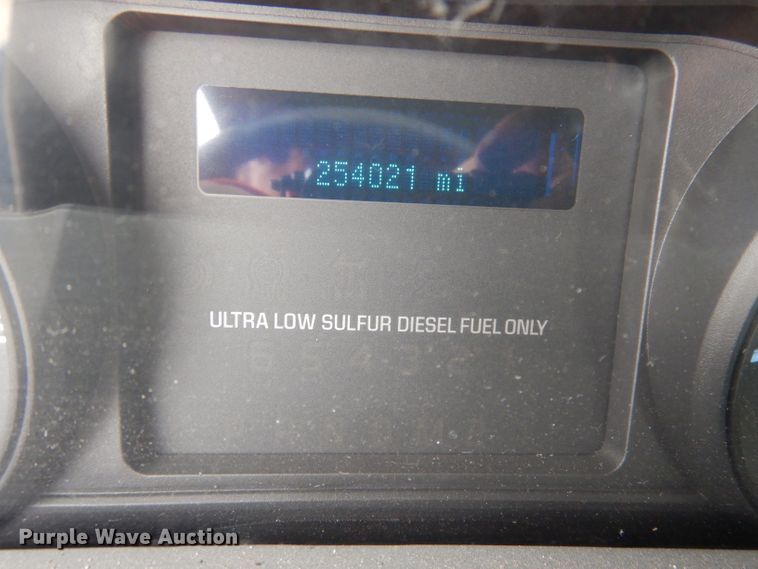 254021 mi
ULTRA LOW SULFUR DIESEL FUEL ONLY
Purple Wave Auction